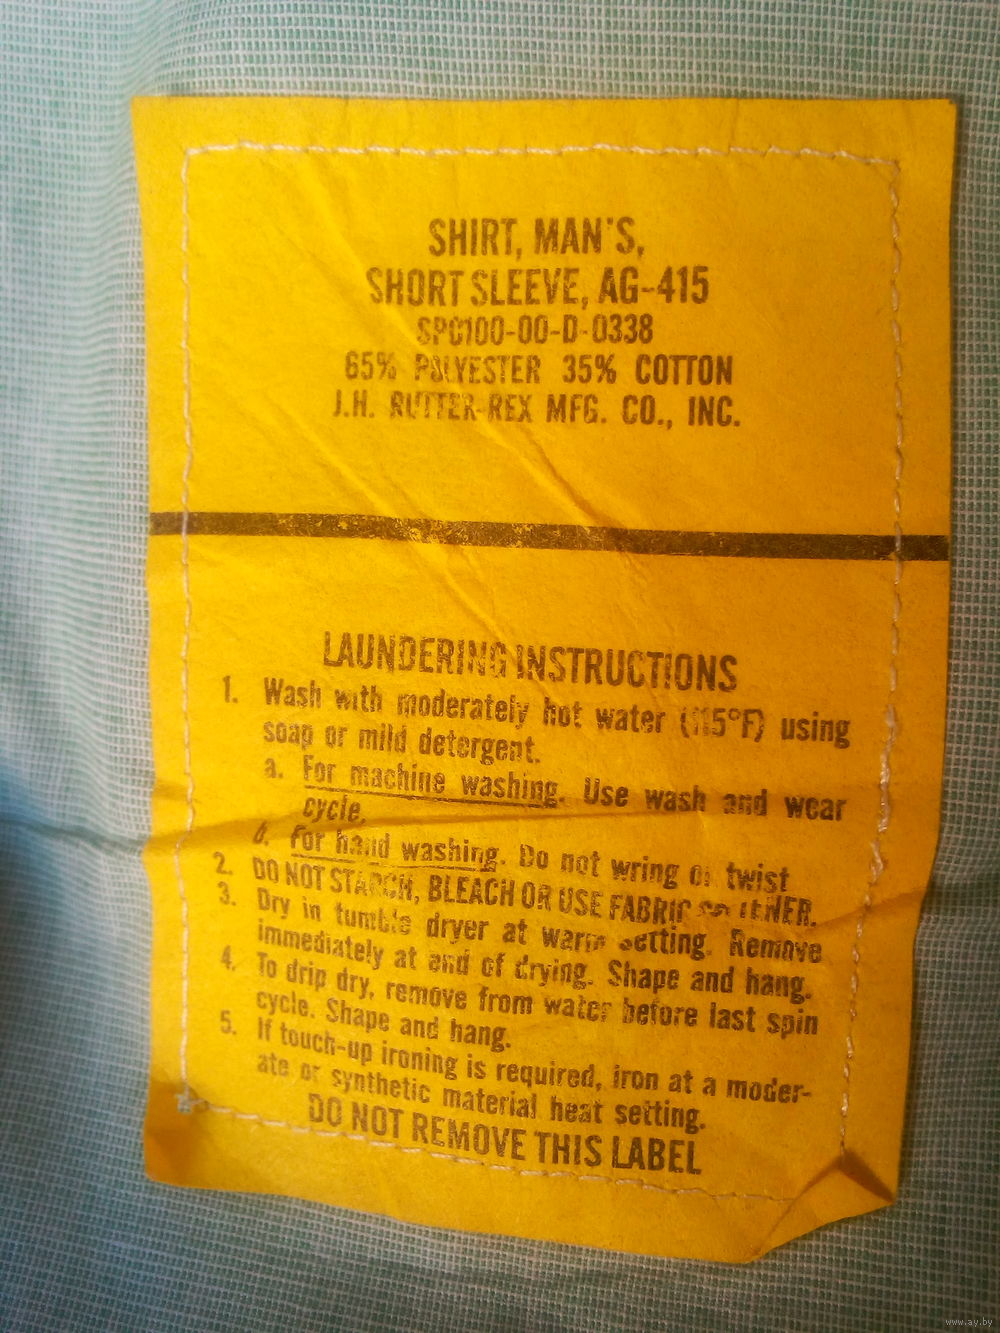 SHIRT, MAN'S,
SHORT SLEEVE, AG-415
SPO100-00-D-0338
65% POLYESTER 35% COTTON
J.H. RUTTER-REX MFG. CO., INC.
LAUNDERING INSTRUCTIONS
1. Wash with moderately hot water (115°F) using
soap or mild detergent.
a. For machine washing. Use wash and wear
cycle.
b. For hand washing. Do not wring or twist
2. DO NOT STARCH, BLEACH OR USE FABRIC SOFTENER.
3. Dry in tumble dryer at warm setting. Remove
immediately at end of drying. Shape and hang.
4. To drip dry, remove from water before last spin
cycle. Shape and hang.
5. If touch-up ironing is required, iron at a moder-
ate or synthetic material heat setting.
DO NOT REMOVE THIS LABEL
www.ay.by